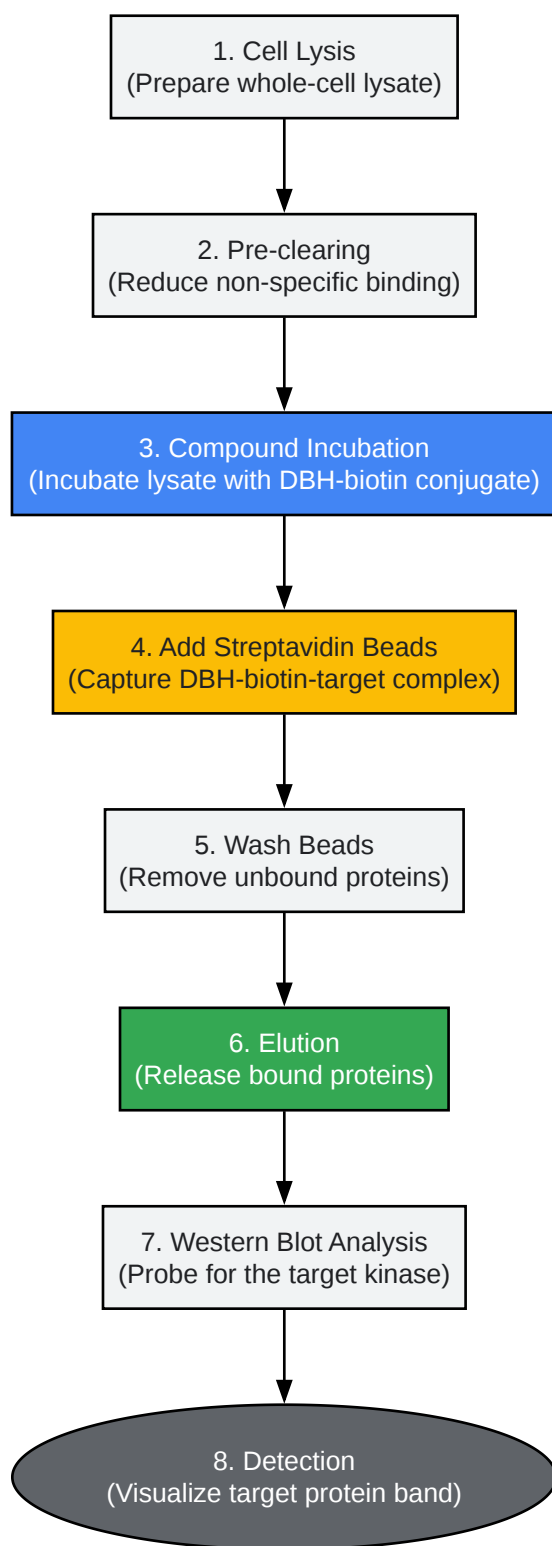 1. Cell Lysis
(Prepare whole-cell lysate)
2. Pre-clearing
(Reduce non-specific binding)
3. Compound Incubation
(Incubate lysate with DBH-biotin conjugate)
4. Add Streptavidin Beads
(Capture DBH-biotin-target complex)
5. Wash Beads
(Remove unbound proteins)
6. Elution
(Release bound proteins)
7. Western Blot Analysis
(Probe for the target kinase)
8. Detection
(Visualize target protein band)